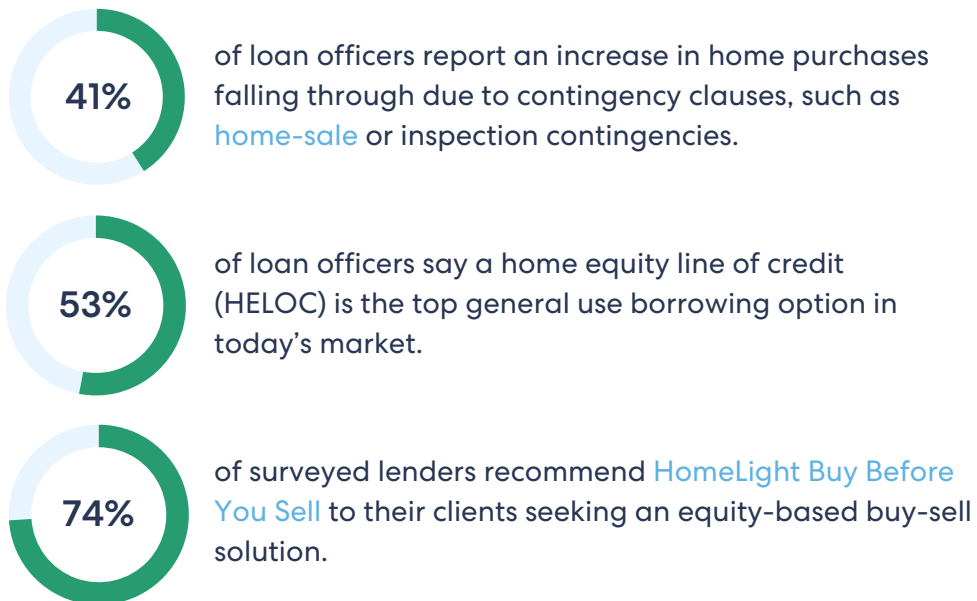 41%
of loan officers report an increase in home purchases
falling through due to contingency clauses, such as
home-sale or inspection contingencies.
53%
of loan officers say a home equity line of credit
(HELOC) is the top general use borrowing option in
today’s market.
74%
of surveyed lenders recommend HomeLight Buy Before
You Sell to their clients seeking an equity-based buy-sell
solution.